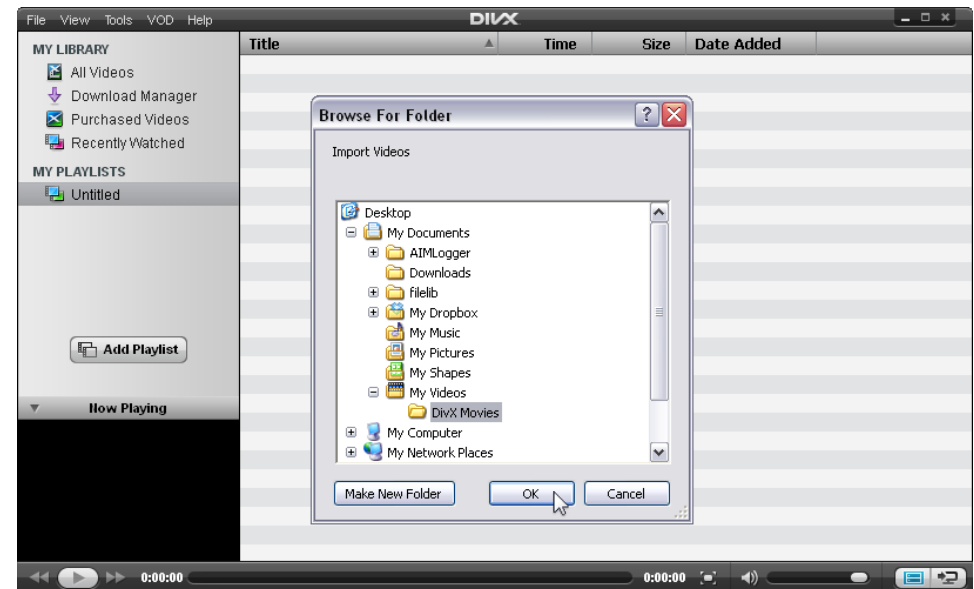 File View Tools VOD Help
DIVX
MY LIBRARY
All Videos
Download Manager
Purchased Videos
Recently Watched
MY PLAYLISTS
Untitled
Add Playlist
Now Playing
Title Time Size Date Added
Browse For Folder
Import Videos
Desktop
My Documents
AIMLogger
Downloads
filelib
My Dropbox
My Music
My Pictures
My Shapes
My Videos
DivX Movies
My Computer
My Network Places
Make New Folder OK Cancel
0:00:00 0:00:00